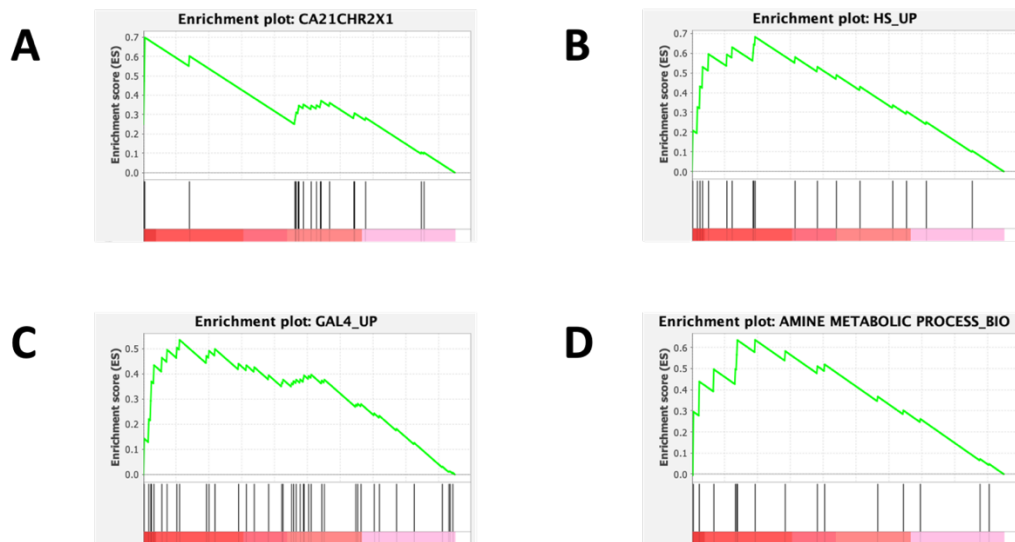 A
Enrichment plot: CA21CHR2X1
Enrichment score (ES)
0.7
0.6
0.5
0.4
0.3
0.2
0.1
0.0
B
Enrichment plot: HS_UP
Enrichment score (ES)
0.7
0.6
0.5
0.4
0.3
0.2
0.1
0.0
C
Enrichment plot: GAL4_UP
Enrichment score (ES)
0.5
0.4
0.3
0.2
0.1
0.0
D
Enrichment plot: AMINE METABOLIC PROCESS_BIO
Enrichment score (ES)
0.6
0.5
0.4
0.3
0.2
0.1
0.0